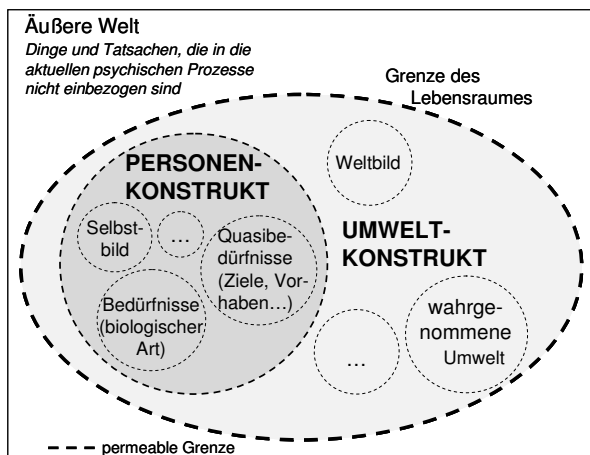 Äußere Welt
Dinge und Tatsachen, die in die
aktuellen psychischen Prozesse
nicht einbezogen sind
Grenze des
Lebensraumes
PERSONEN-
KONSTRUKT
Selbst-
bild
...
Quasibe-
dürfnisse
(Ziele, Vor-
haben...)
Bedürfnisse
(biologischer
Art)
Weltbild
UMWELT-
KONSTRUKT
wahrge-
nommene
Umwelt
...
permeable Grenze